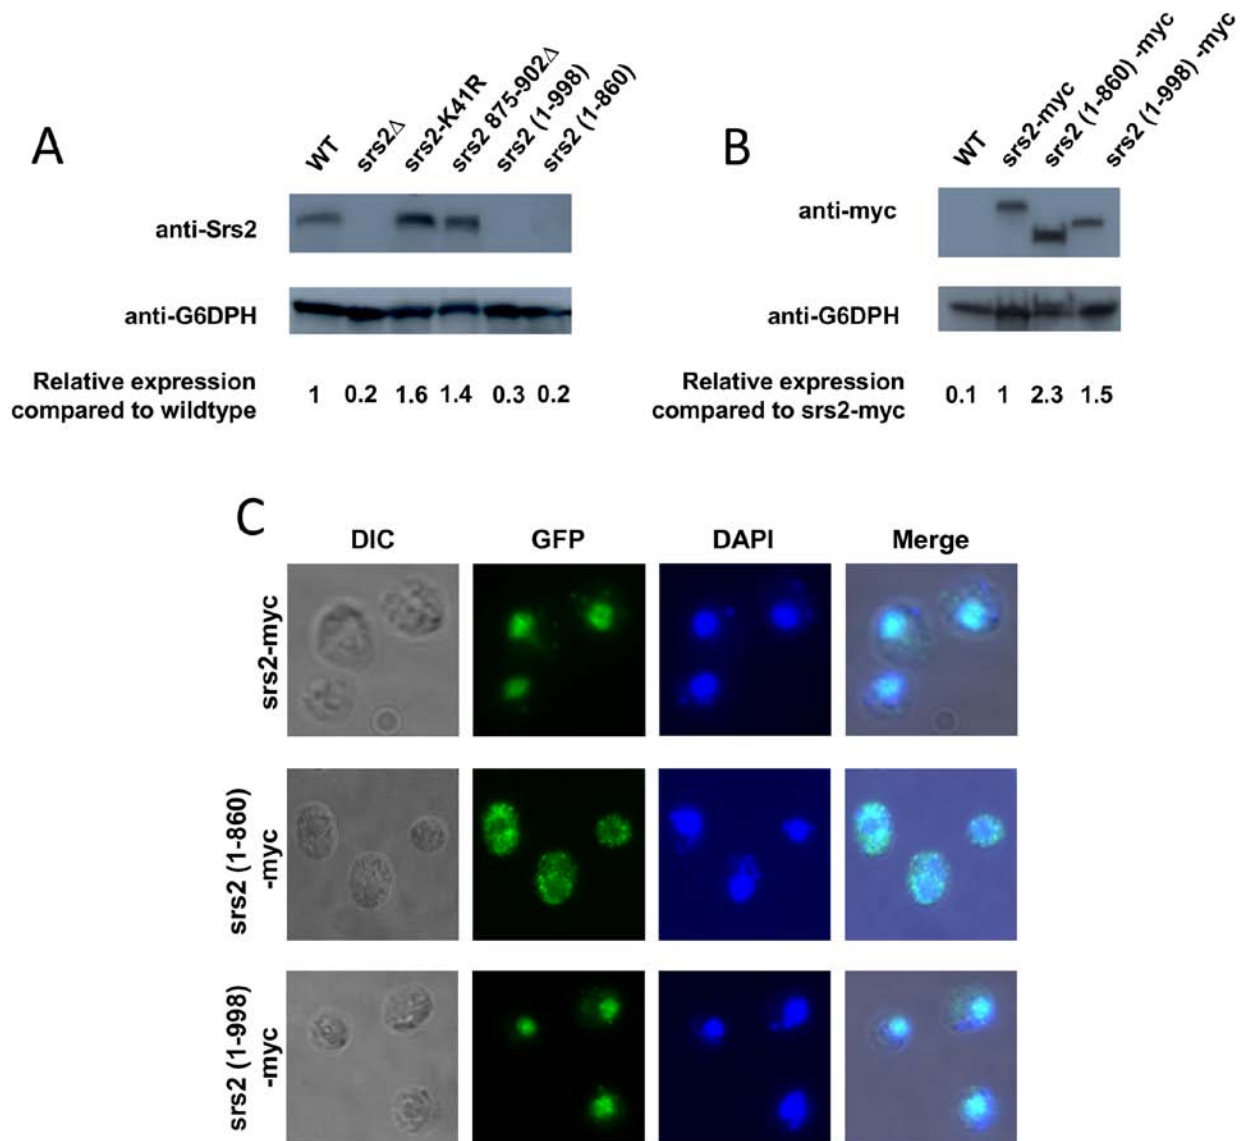 A
WT
srs2Δ
srs2-K41R
srs2 875-902Δ
srs2 (1-998)
srs2 (1-860)
anti-Srs2
anti-G6DPH
Relative expression
compared to wildtype
1 0.2 1.6 1.4 0.3 0.2
B
WT
srs2-myc
srs2 (1-860) -myc
srs2 (1-998) -myc
anti-myc
anti-G6DPH
Relative expression
compared to srs2-myc
0.1 1 2.3 1.5
C
DIC GFP DAPI Merge
srs2-myc
srs2 (1-860)
-myc
srs2 (1-998)
-myc